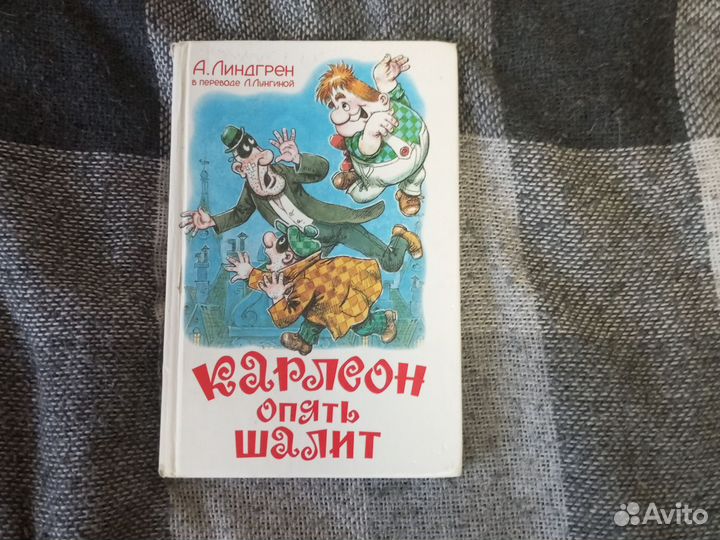 А. Линдгрен
в переводе Л. Лунгиной
Карлсон
опять
шалит
Avito